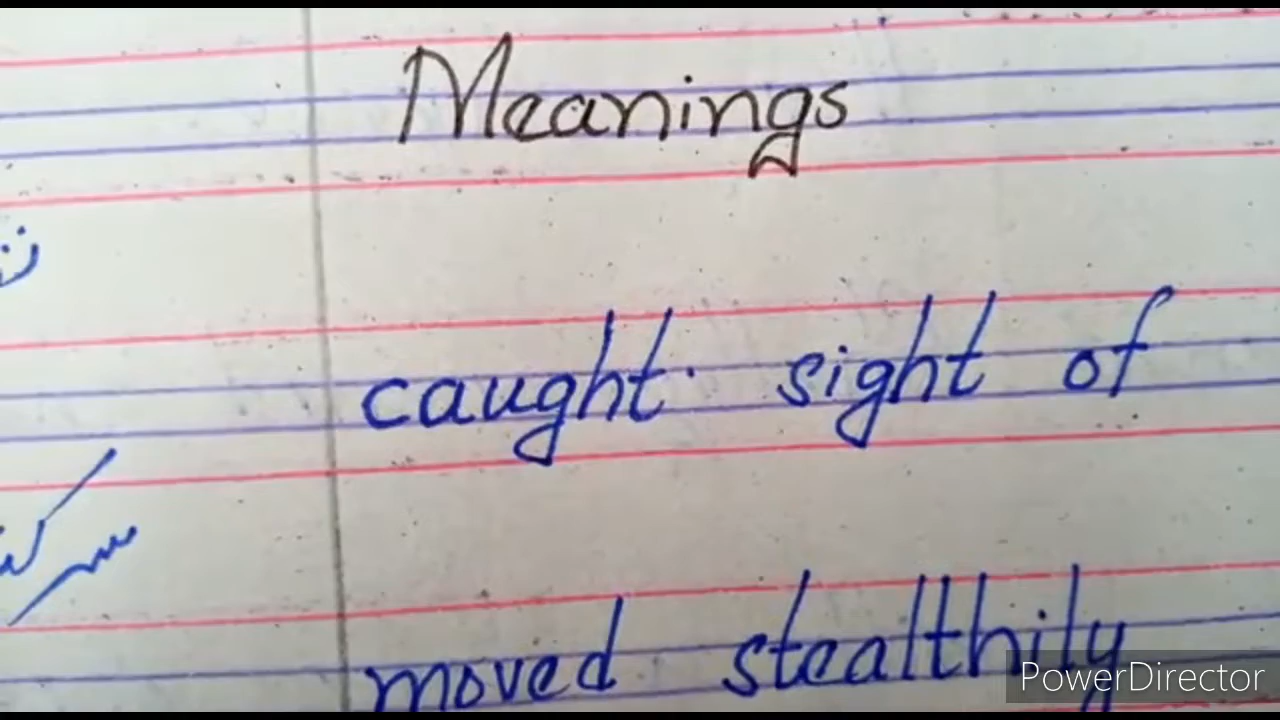 Meanings
caught sight of
moved stealthily
PowerDirector